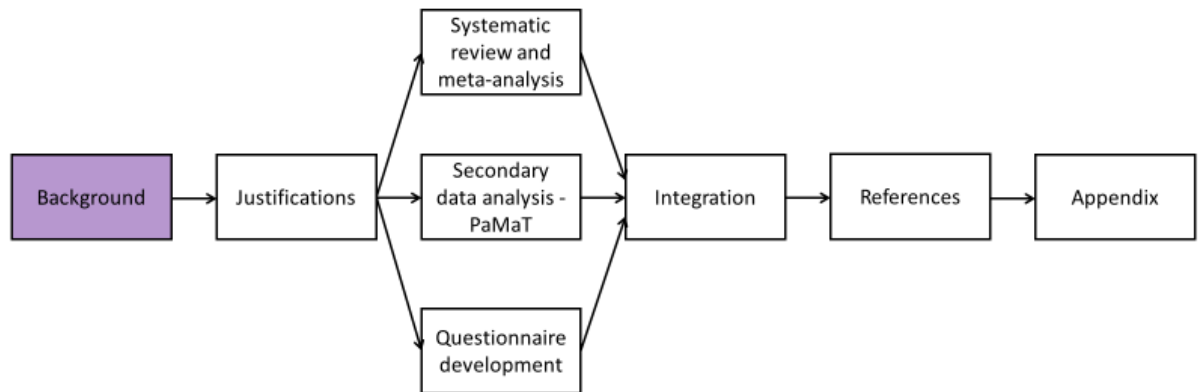 Systematic
review and
meta-analysis
Background
Justifications
Secondary
data analysis -
PaMaT
Integration
References
Appendix
Questionnaire
development